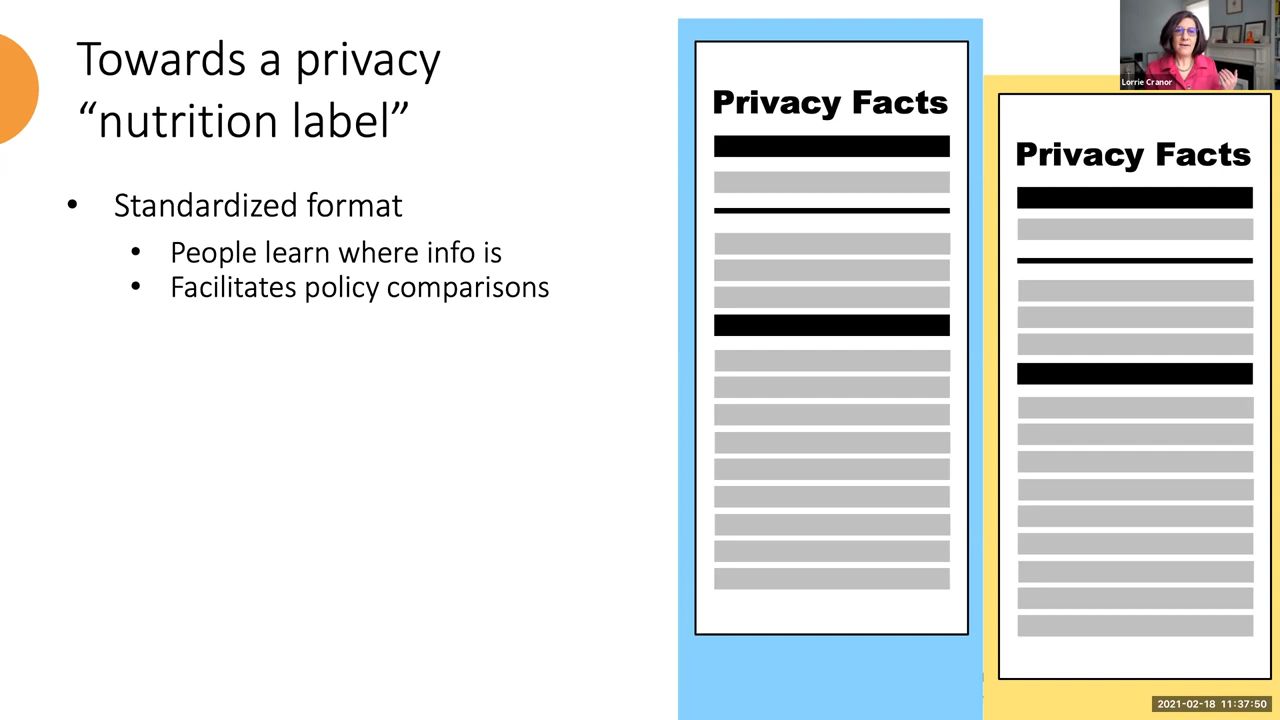 Towards a privacy
“nutrition label”
• Standardized format
• People learn where info is
• Facilitates policy comparisons
Privacy Facts
Privacy Facts
Lorrie Cranor
2021-02-18 11:37:50